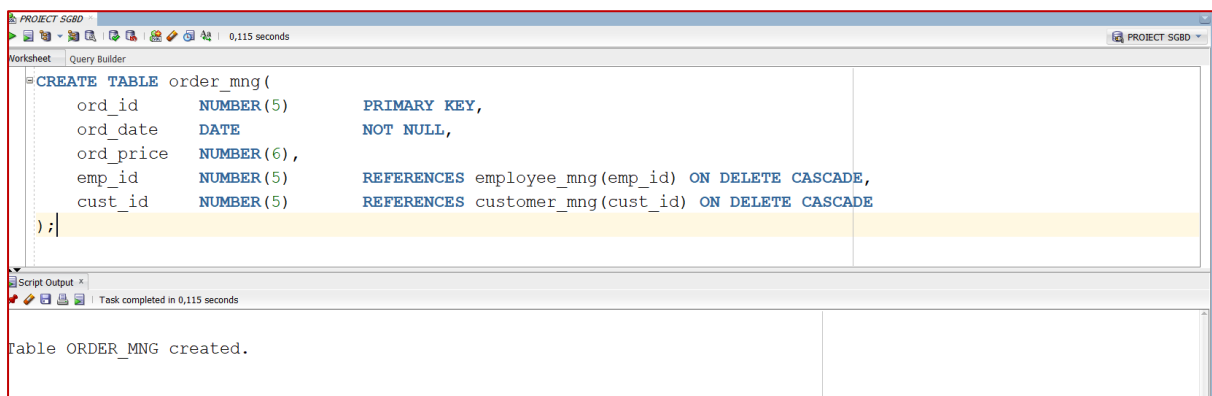 PROIECT SGBD
0,115 seconds
PROIECT SGBD
Worksheet Query Builder
CREATE TABLE order_mng(
ord_id NUMBER(5) PRIMARY KEY,
ord_date DATE NOT NULL,
ord_price NUMBER(6),
emp_id NUMBER(5) REFERENCES employee_mng(emp_id) ON DELETE CASCADE,
cust_id NUMBER(5) REFERENCES customer_mng(cust_id) ON DELETE CASCADE
);
Script Output
Task completed in 0,115 seconds
Table ORDER_MNG created.